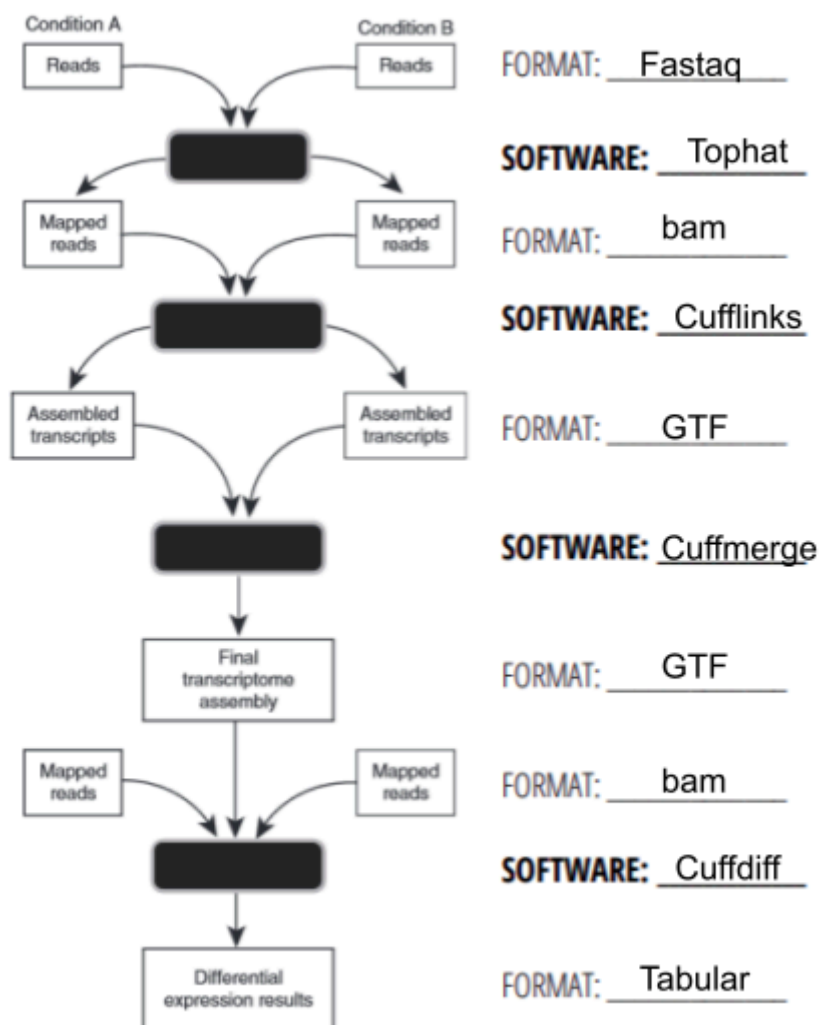 Condition A
Condition B
Reads
Reads
FORMAT: Fastaq
SOFTWARE: Tophat
Mapped
reads
Mapped
reads
FORMAT: bam
SOFTWARE: Cufflinks
Assembled
transcripts
Assembled
transcripts
FORMAT: GTF
SOFTWARE: Cuffmerge
Final
transcriptome
assembly
FORMAT: GTF
Mapped
reads
Mapped
reads
FORMAT: bam
SOFTWARE: Cuffdiff
Differential
expression results
FORMAT: Tabular